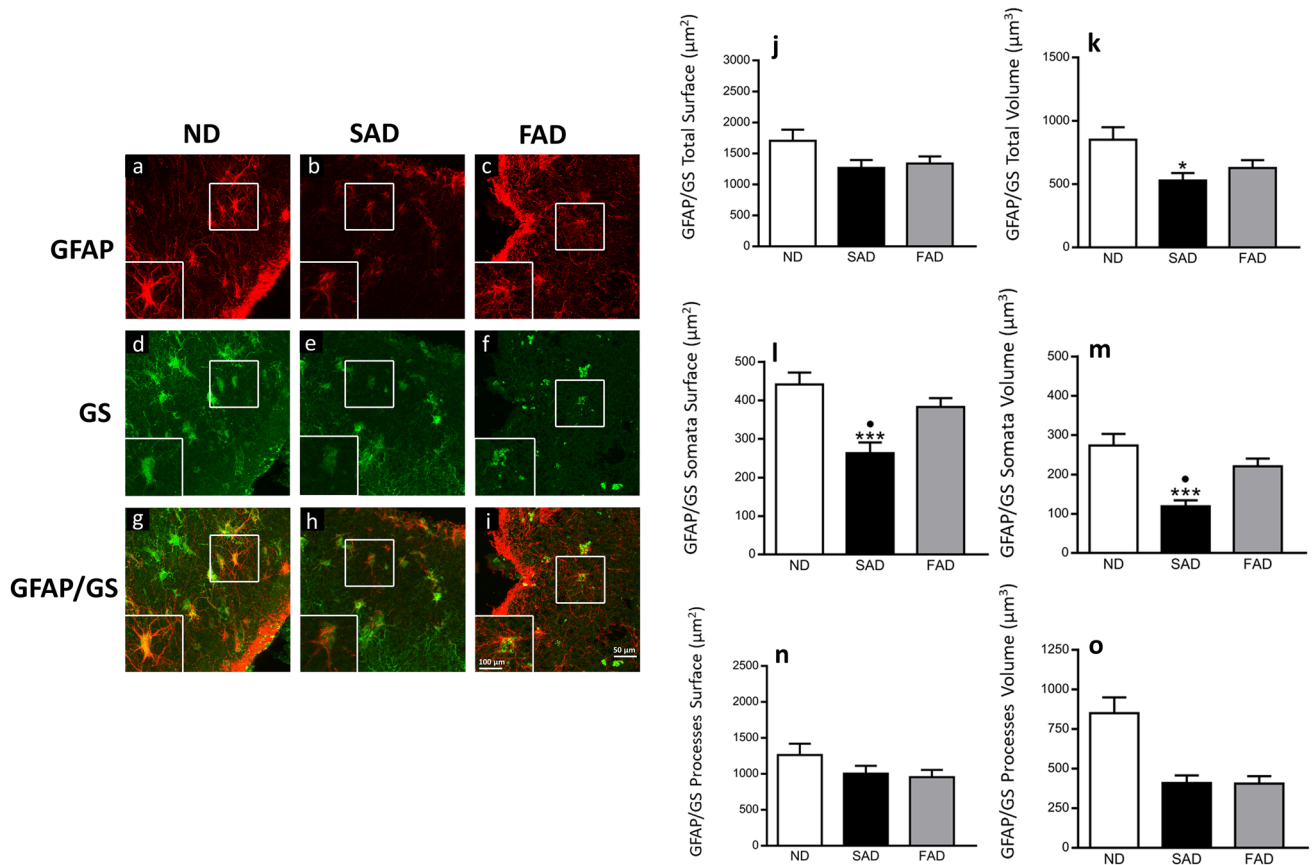 ND SAD FAD
GFAP
a b c
GS
d e f
GFAP/GS
g h i
100 µm 50 µm
j
GFAP/GS Total Surface (µm²)
3000
2500
2000
1500
1000
500
0
ND SAD FAD
k
GFAP/GS Total Volume (µm³)
1500
1000
500
0
*
ND SAD FAD
l
GFAP/GS Somata Surface (µm²)
500
400
300
200
100
0
•
***
ND SAD FAD
m
GFAP/GS Somata Volume (µm³)
500
400
300
200
100
0
•
***
ND SAD FAD
n
GFAP/GS Processes Surface (µm²)
2500
2000
1500
1000
500
0
ND SAD FAD
o
GFAP/GS Processes Volume (µm³)
1250
1000
750
500
250
0
ND SAD FAD